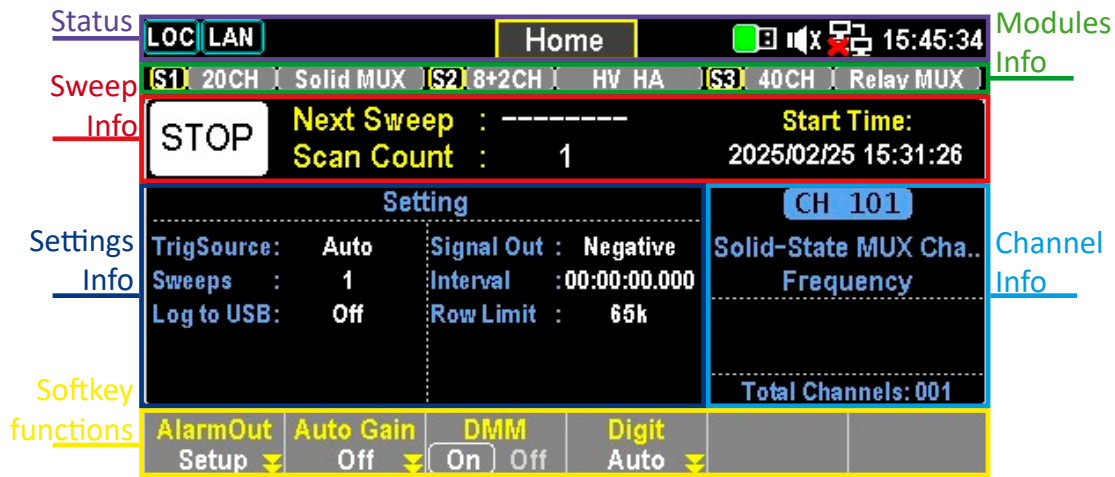 Status
LOC LAN Home X 15:45:34
Modules
Info
S1 20CH Solid MUX S2 8+2CH HV HA S3 40CH Relay MUX
Sweep
Info
STOP
Next Sweep : --------
Scan Count : 1
Start Time:
2025/02/25 15:31:26
Settings
Info
Setting
TrigSource: Auto Signal Out : Negative
Sweeps : 1 Interval :00:00:00.000
Log to USB: Off Row Limit : 65k
CH 101
Solid-State MUX Cha..
Frequency
Total Channels: 001
Channel
Info
Softkey
functions
AlarmOut Auto Gain DMM Digit
Setup Off On Off Auto